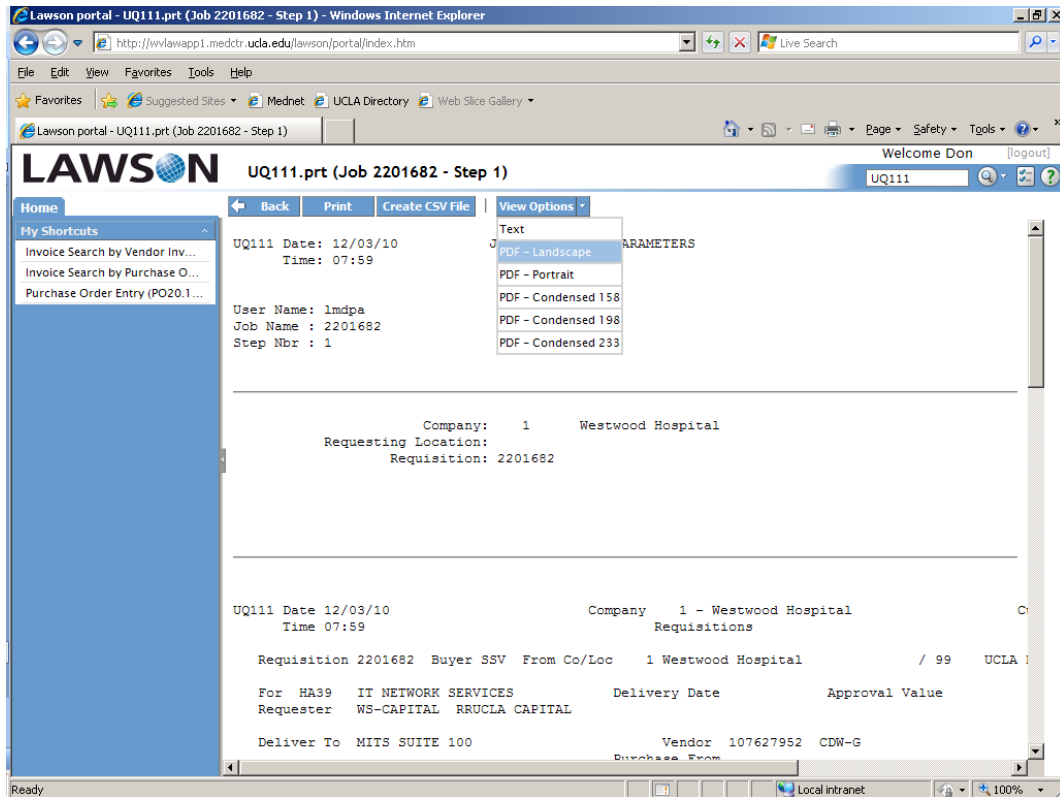 Lawson portal - UQ111.prt (Job 2201682 - Step 1) - Windows Internet Explorer
http://wvlawapp1.medctr.ucla.edu/lawson/portal/index.htm
Live Search
File Edit View Favorites Tools Help
Favorites Suggested Sites Mednet UCLA Directory Web Slice Gallery
Lawson portal - UQ111.prt (Job 2201682 - Step 1)
Page Safety Tools
LAWSON
UQ111.prt (Job 2201682 - Step 1)
Welcome Don [logout]
UQ111
Home
Back Print Create CSV File | View Options
My Shortcuts
Invoice Search by Vendor Inv...
Invoice Search by Purchase O...
Purchase Order Entry (PO20.1...
Text
PDF - Landscape
PDF - Portrait
PDF - Condensed 158
PDF - Condensed 198
PDF - Condensed 233
UQ111 Date: 12/03/10 J ARAMETERS
Time: 07:59
User Name: lmdpa
Job Name : 2201682
Step Nbr : 1
Company: 1 Westwood Hospital
Requesting Location:
Requisition: 2201682
UQ111 Date 12/03/10 Company 1 - Westwood Hospital
Time 07:59 Requisitions
Requisition 2201682 Buyer SSV From Co/Loc 1 Westwood Hospital / 99 UCLA
For HA39 IT NETWORK SERVICES Delivery Date Approval Value
Requester WS-CAPITAL RRUCLA CAPITAL
Deliver To MITS SUITE 100 Vendor 107627952 CDW-G
Purchase From
Ready
Local intranet
100%